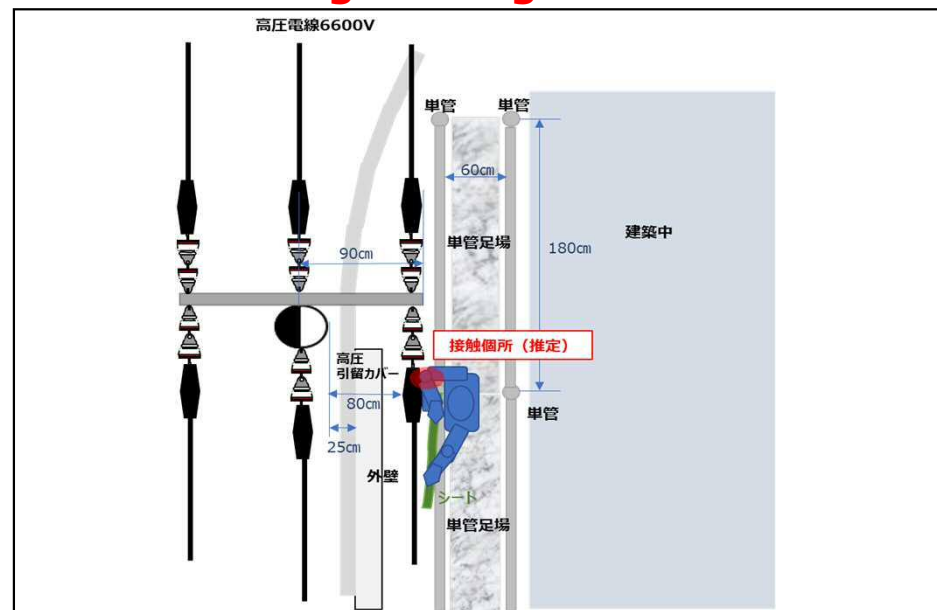 高圧電線6600V
単管
単管
60㎝
90㎝
単管足場
180㎝
建築中
接触個所（推定）
高圧
引留カバー
80㎝
単管
25㎝
外壁
シート
単管足場